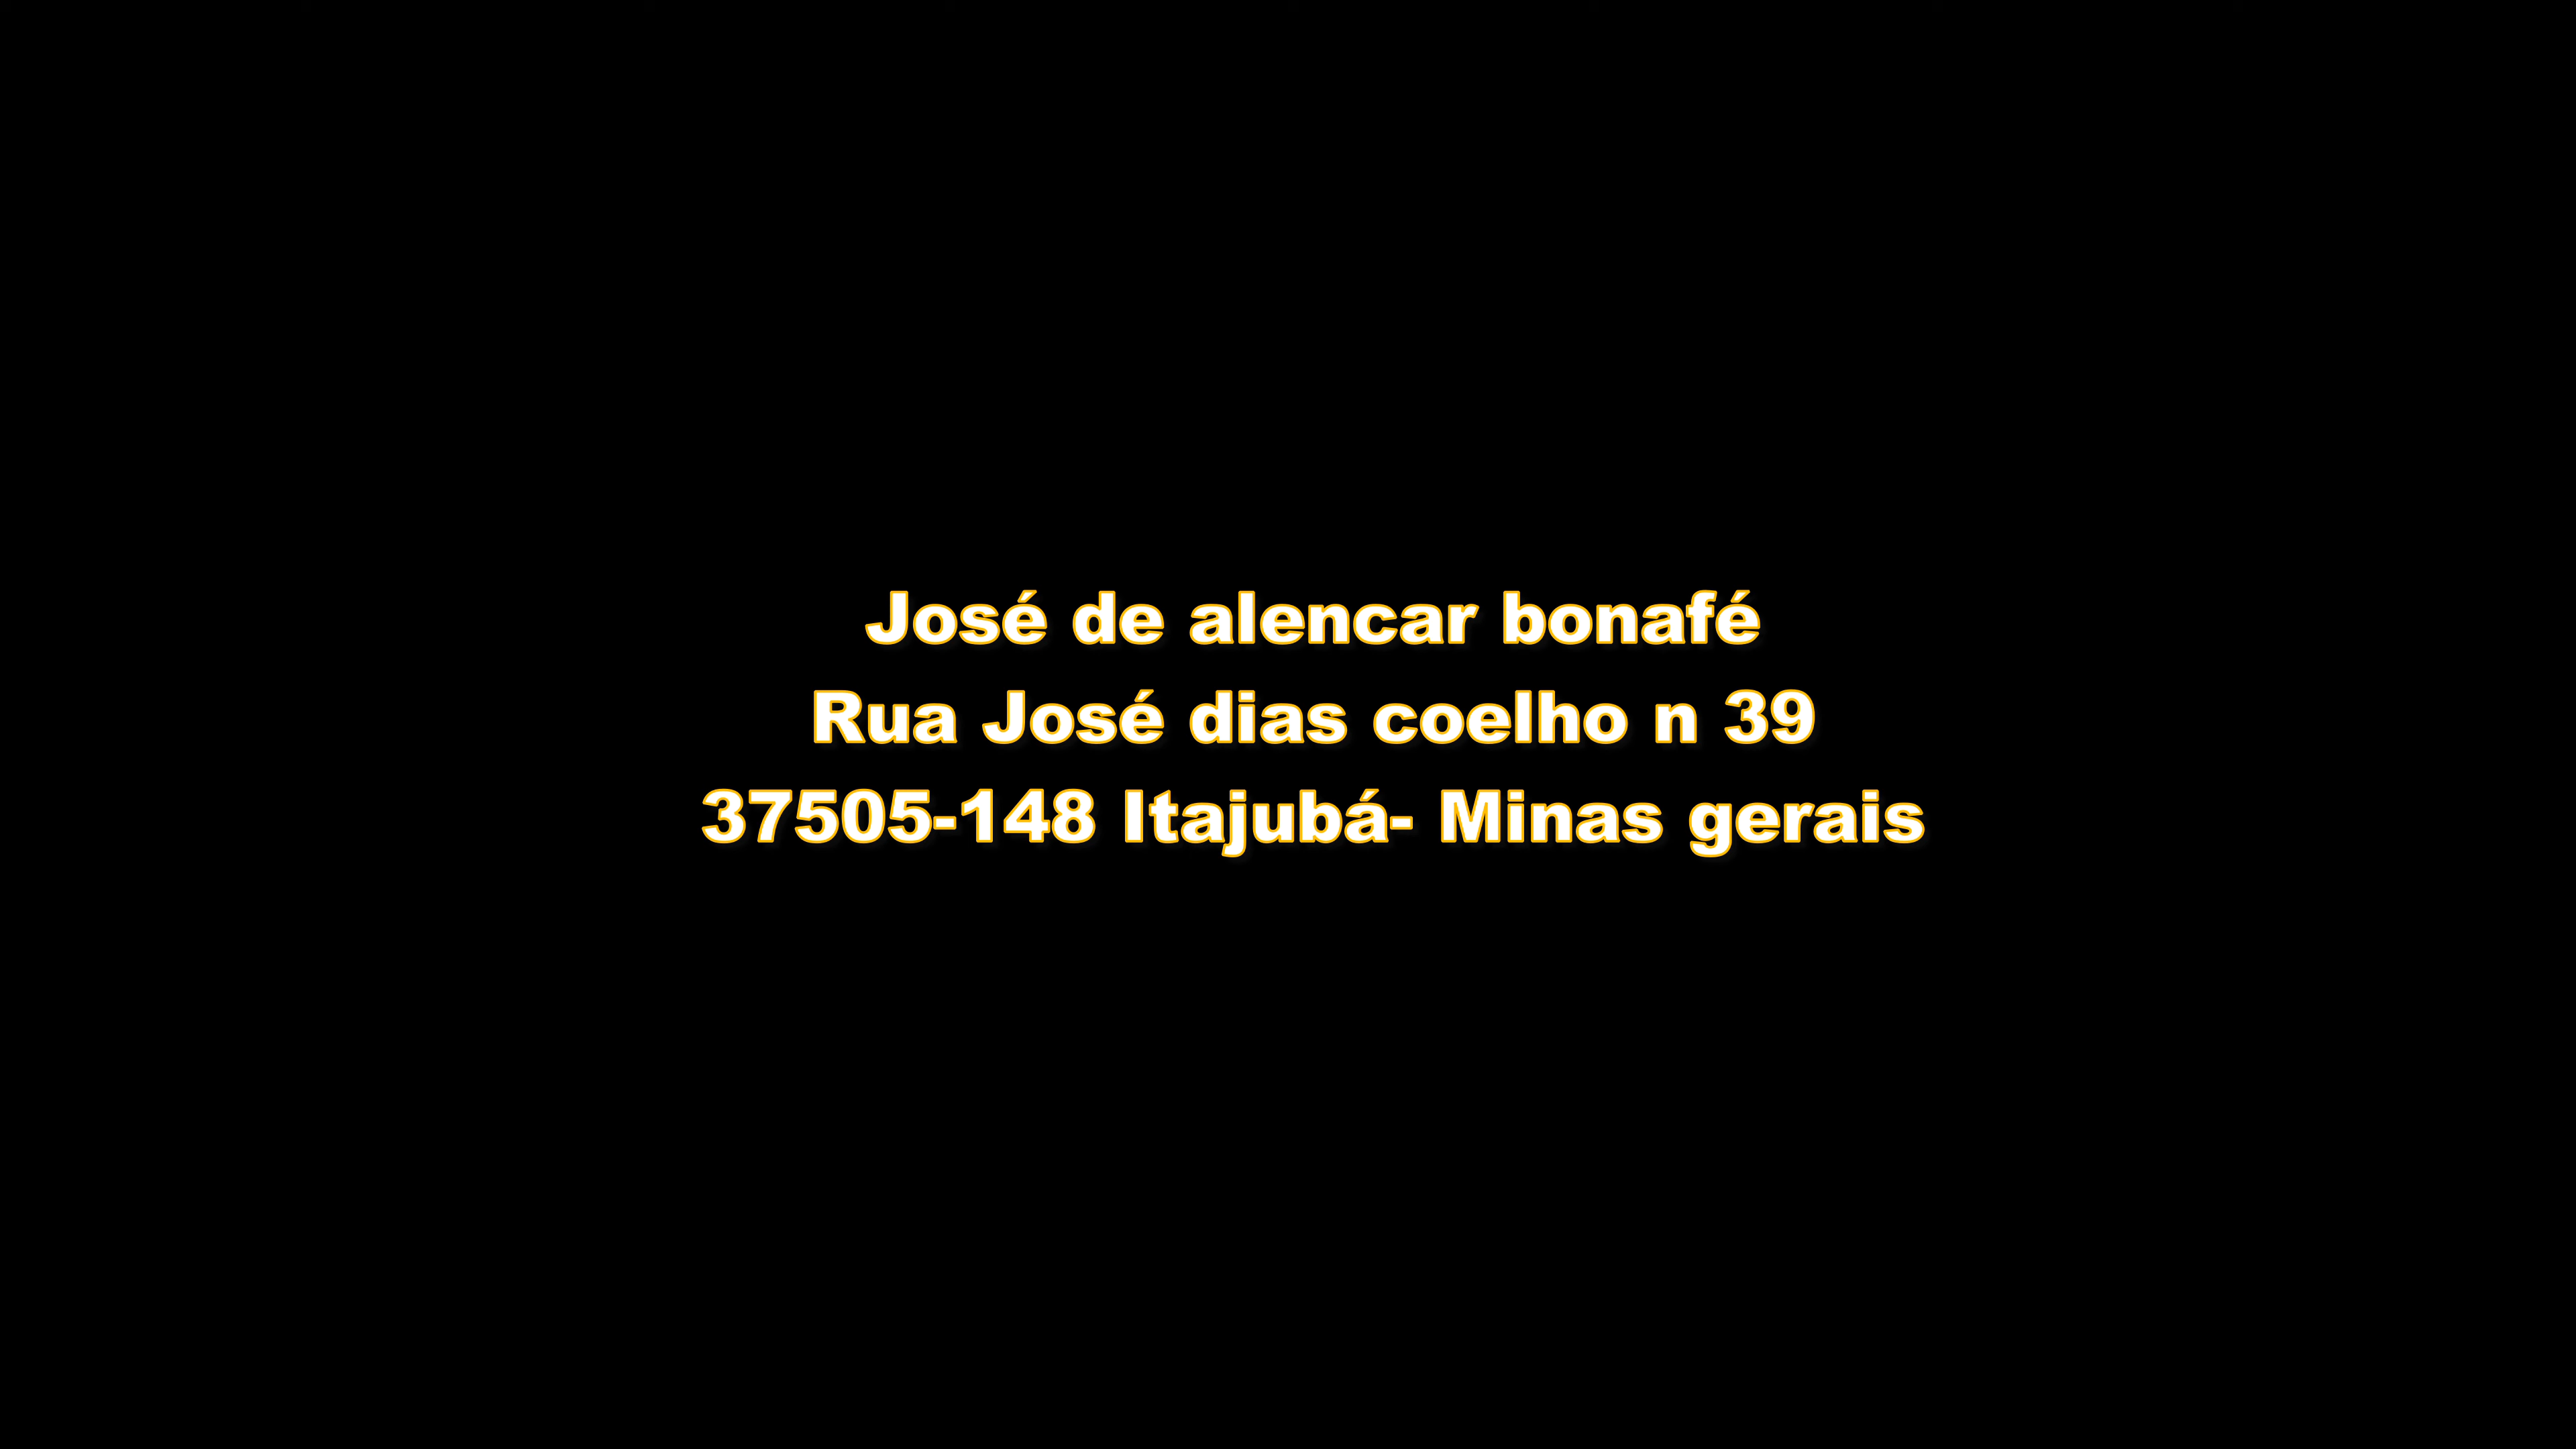 José de alencar bonafé
Rua José dias coelho n 39
37505-148 Itajubá- Minas gerais